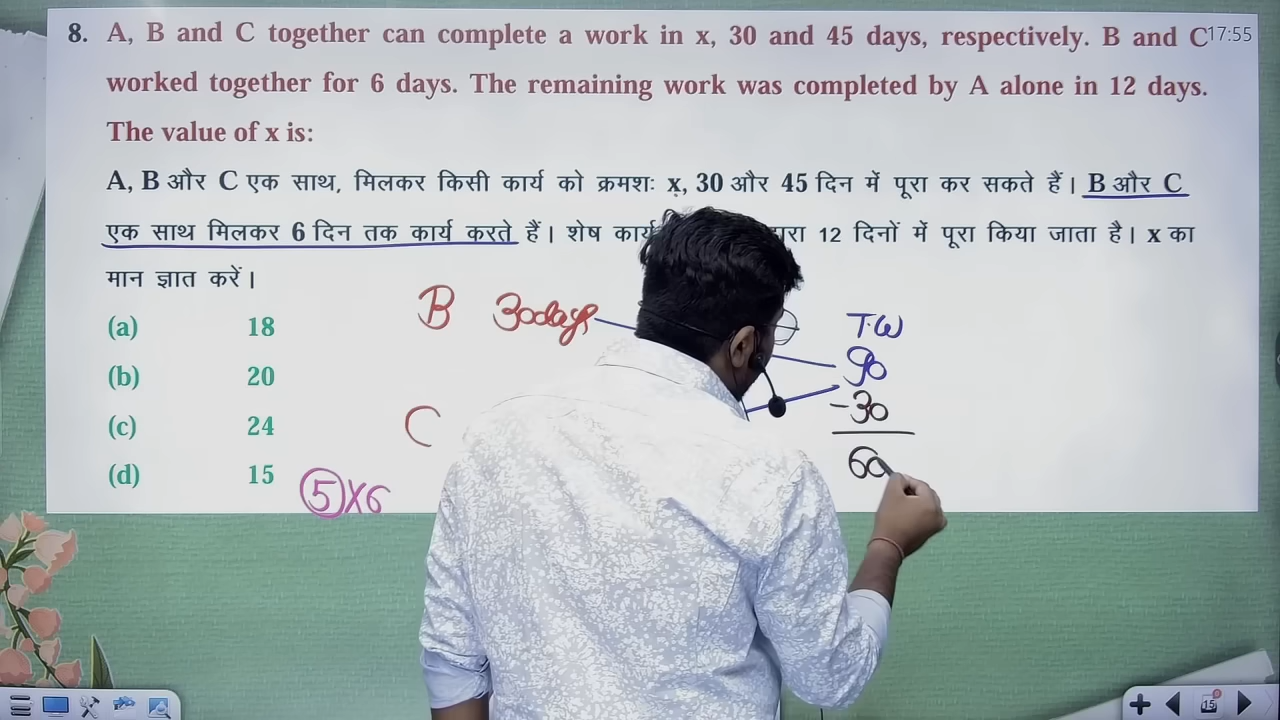 8. A, B and C together can complete a work in x, 30 and 45 days, respectively. B and C 17:55
worked together for 6 days. The remaining work was completed by A alone in 12 days.
The value of x is:
A, B और C एक साथ, मिलकर किसी कार्य को क्रमशः x, 30 और 45 दिन में पूरा कर सकते हैं। B और C
एक साथ मिलकर 6 दिन तक कार्य करते हैं। शेष कार्य 12 दिनों में पूरा किया जाता है। x का
मान ज्ञात करें।
(a) 18
(b) 20
(c) 24
(d) 15
B 30days
C
T.W
90
-30
60
5 X6
15